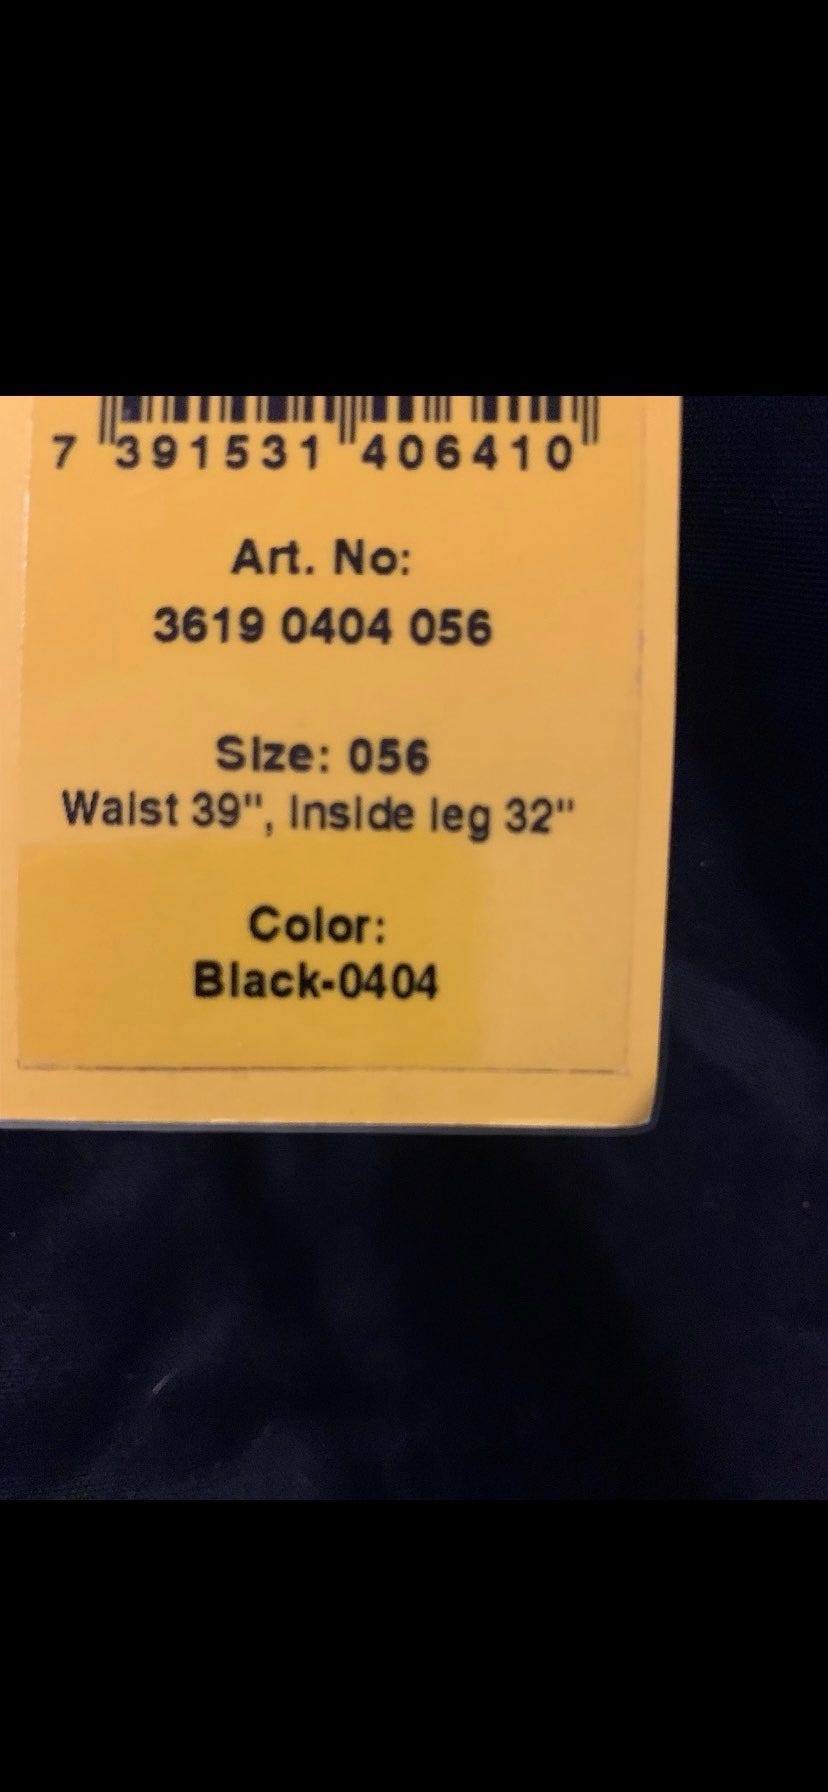 7 391531 406410
Art. No:
3619 0404 056
Size: 056
Waist 39", Inside leg 32"
Color:
Black-0404